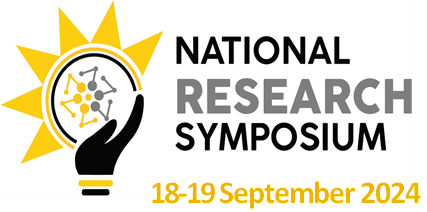 NATIONAL
RESEARCH
SYMPOSIUM
18-19 September 2024